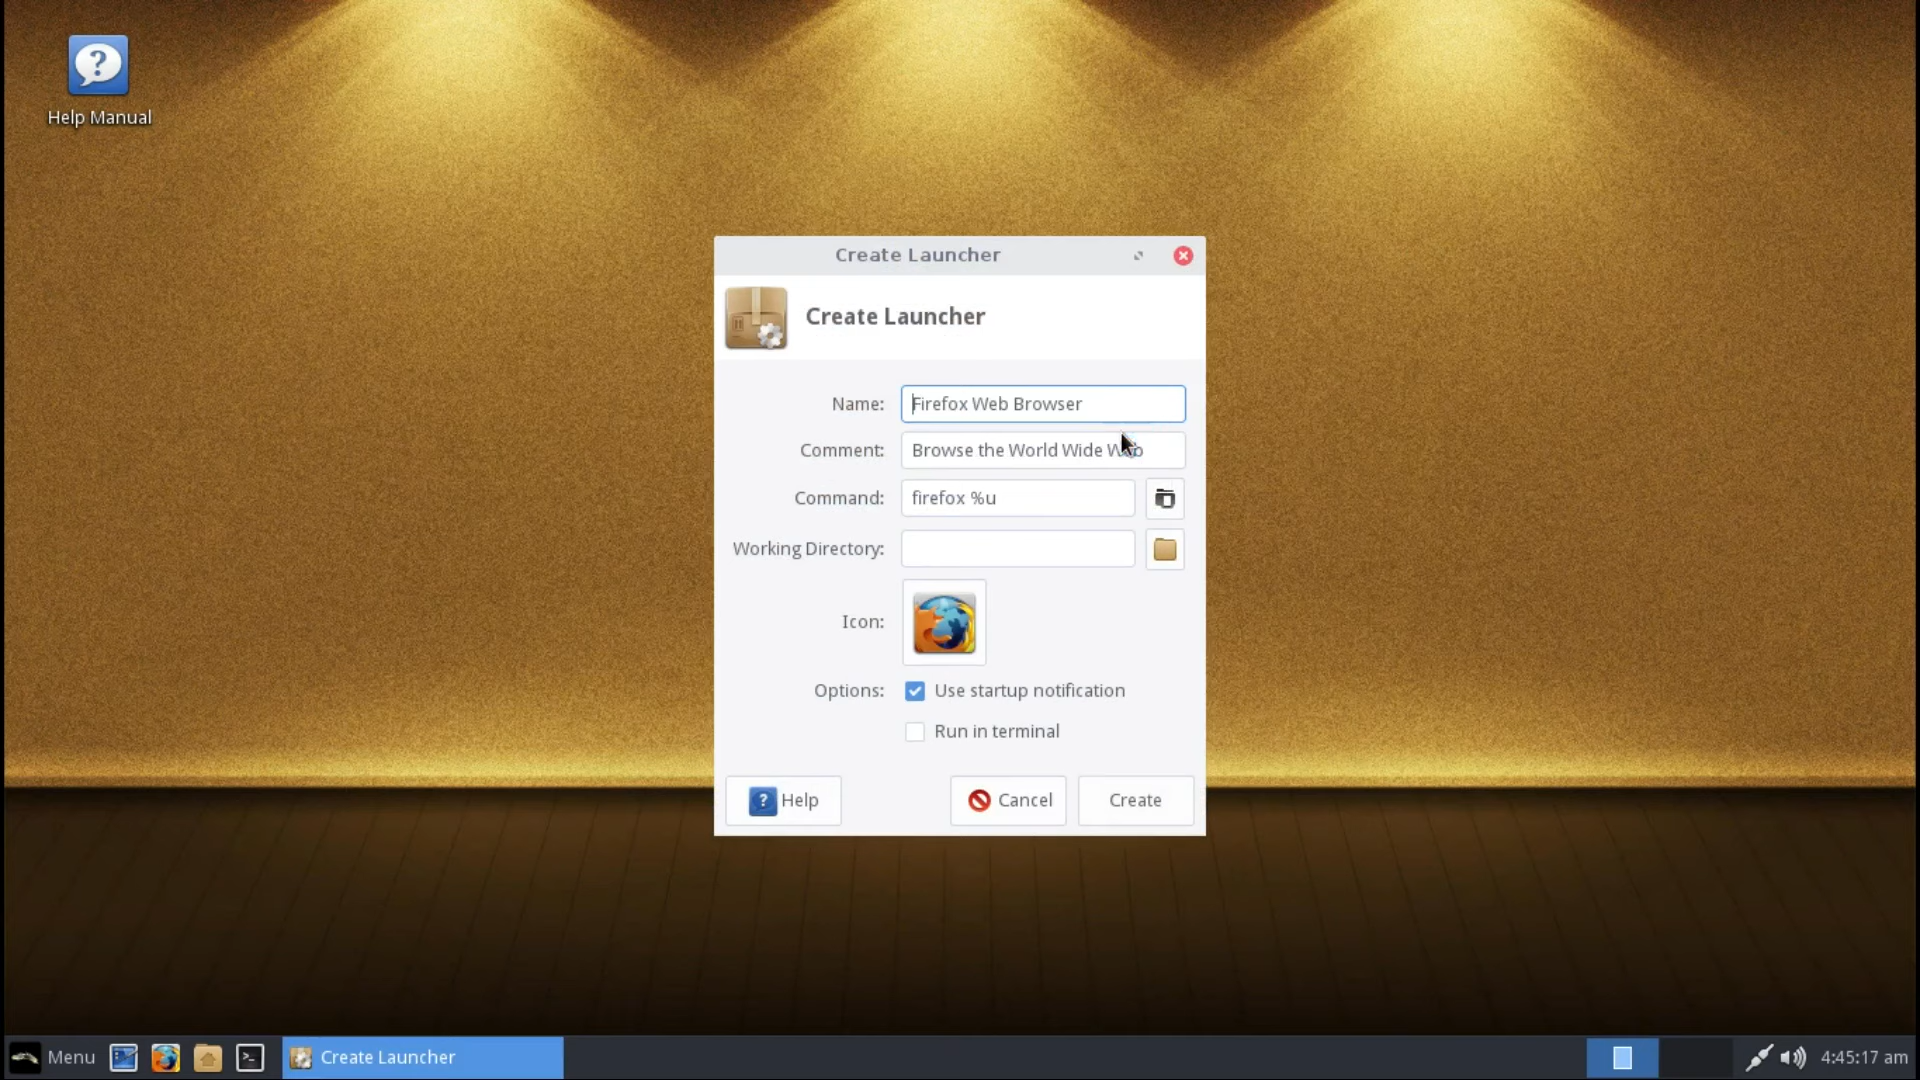 Help Manual
Create Launcher
Create Launcher
Name: Firefox Web Browser
Comment: Browse the World Wide Web
Command: firefox %u
Working Directory:
Icon:
Options: Use startup notification
Run in terminal
Help Cancel Create
Menu Create Launcher 4:45:17 am